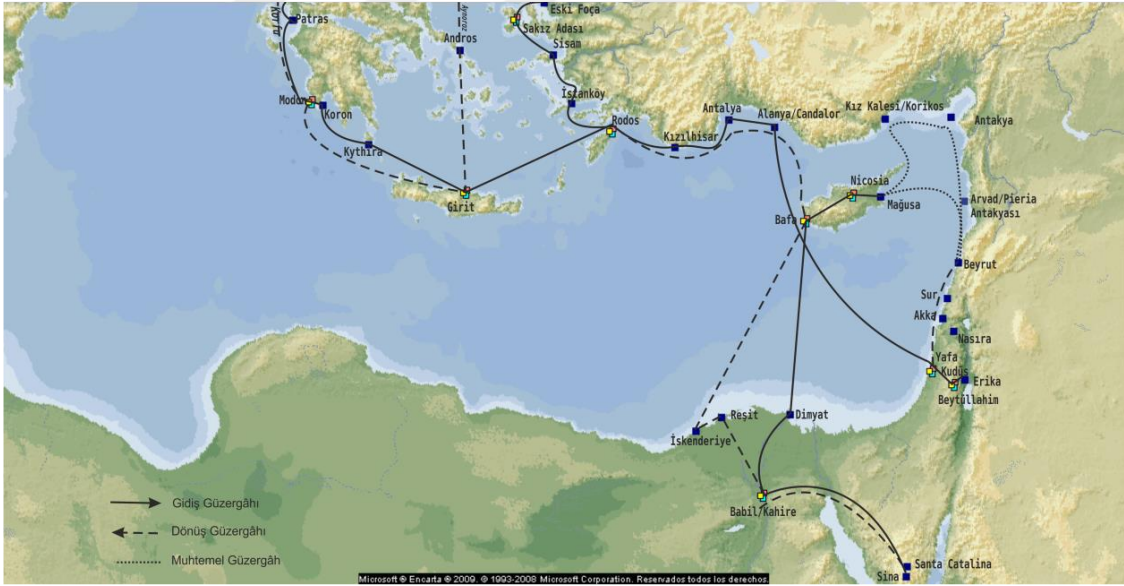 Patras
Korfu
Aynaroz
Andros
Eski Foça
Sakız Adası
Sisam
İstanköy
Modon
Koron
Kythira
Girit
Rodos
Kızılhisar
Antalya
Alanya/Candalor
Kız Kalesi/Korikos
Antakya
Nicosia
Mağusa
Arvad/Pieria
Antakyası
Bafa
Beyrut
Sur
Akka
Nasıra
Yafa
Kudüs
Erika
Beytüllahim
Reşit
Dimyat
İskenderiye
Babil/Kahire
Santa Catalina
Sina
Gidiş Güzergâhı
Dönüş Güzergâhı
Muhtemel Güzergâh
Microsoft ® Encarta ® 2009. © 1993-2008 Microsoft Corporation. Reservados todos los derechos.